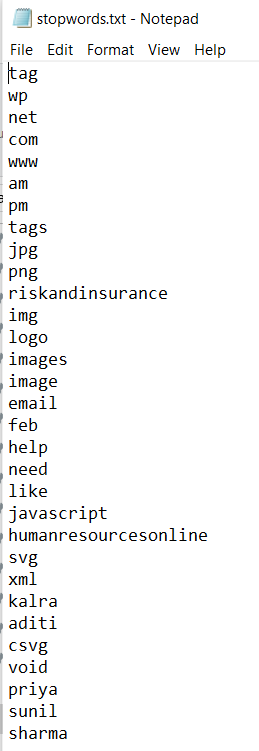 stopwords.txt - Notepad
File Edit Format View Help
tag
wp
net
com
www
am
pm
tags
jpg
png
riskandinsurance
img
logo
images
image
email
feb
help
need
like
javascript
humanresourcesonline
svg
xml
kalra
aditi
csvg
void
priya
sunil
sharma